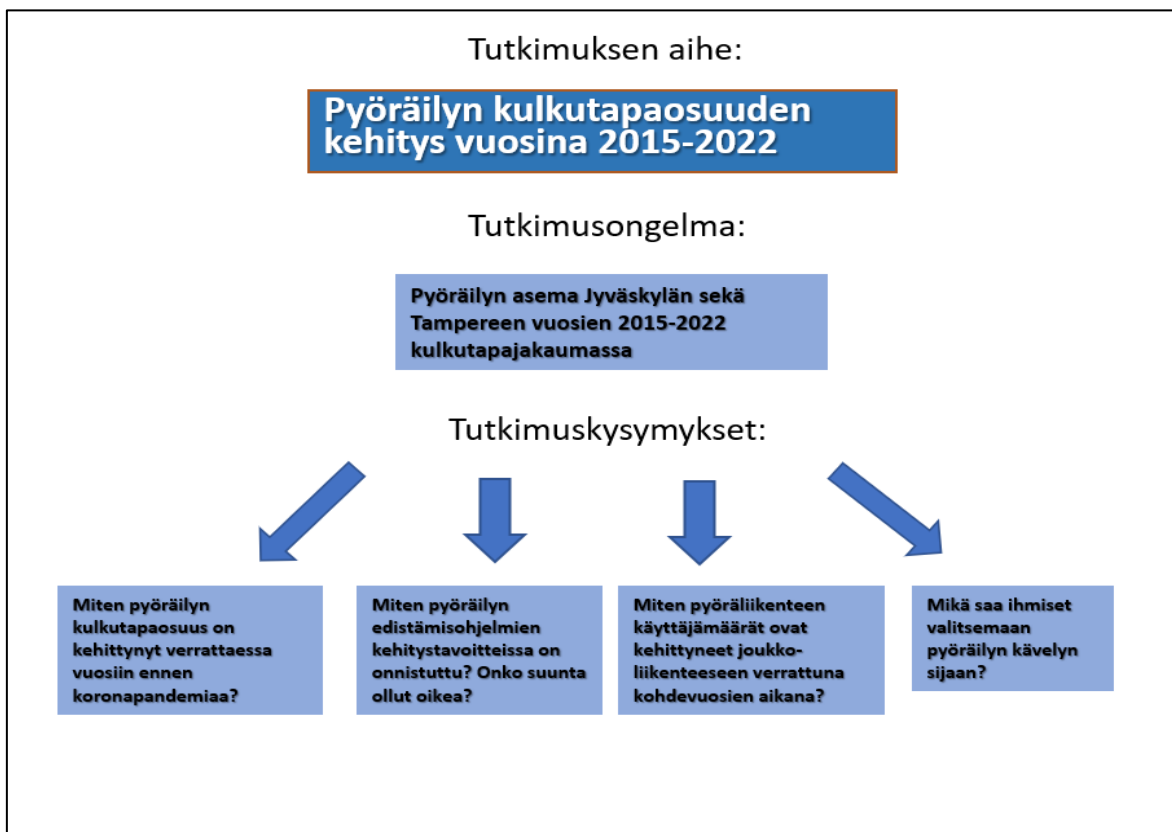 Tutkimuksen aihe:
Pyöräilyn kulkutapaosuuden
kehitys vuosina 2015-2022
Tutkimusongelma:
Pyöräilyn asema Jyväskylän sekä
Tampereen vuosien 2015-2022
kulkutapajakaumassa
Tutkimuskysymykset:
Miten pyöräilyn
kulkutapaosuus on
kehittynyt verrattaessa
vuosiin ennen
koronapandemiaa?
Miten pyöräilyn
edistämisohjelmien
kehitystavoitteissa on
onnistuttu? Onko suunta
ollut oikea?
Miten pyöräliikenteen
käyttäjämäärät ovat
kehittyneet joukko-
liikenteeseen verrattuna
kohdevuosien aikana?
Mikä saa ihmiset
valitsemaan
pyöräilyn kävelyn
sijaan?